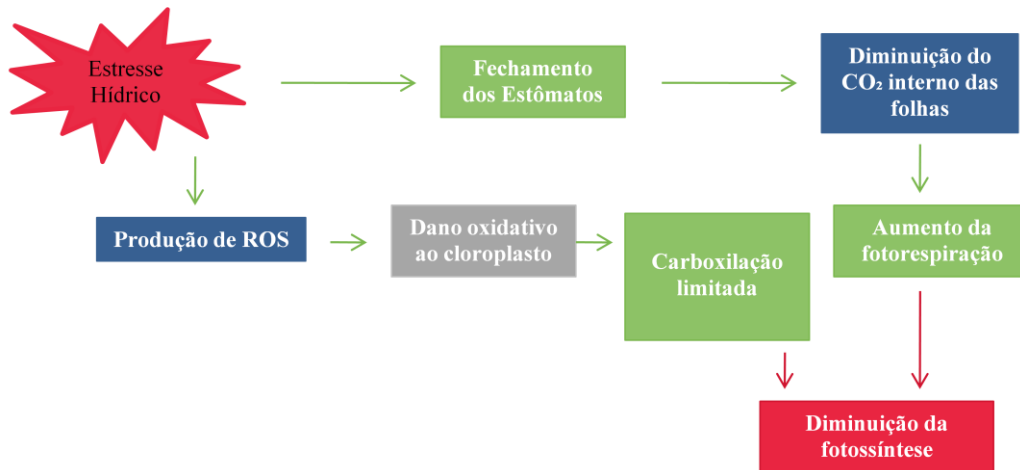 Estresse
Hídrico
Fechamento
dos Estômatos
Diminuição do
CO₂ interno das
folhas
Produção de ROS
Dano oxidativo
ao cloroplasto
Carboxilação
limitada
Aumento da
fotorespiração
Diminuição da
fotossíntese